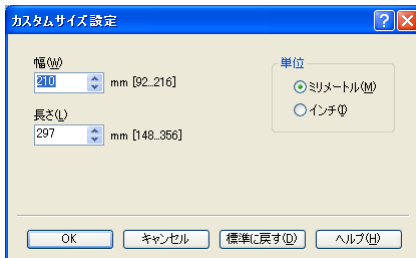 カスタムサイズ設定
幅(W)
210 mm [92...216]
長さ(L)
297 mm [148...356]
単位
ミリメートル(M)
インチ(I)
OK キャンセル 標準に戻す(D) ヘルプ(H)